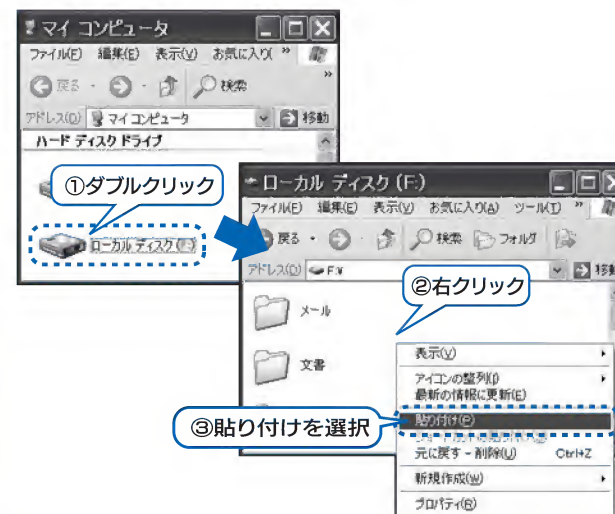 マイ コンピュータ
ファイル(F) 編集(E) 表示(V) お気に入り( »
戻る 検索 »
アドレス(D) マイ コンピュータ 移動
ハード ディスク ドライブ
①ダブルクリック
ローカル ディスク (F:)
ローカル ディスク (F:)
ファイル(F) 編集(E) 表示(V) お気に入り(A) ツール(T) »
戻る 検索 フォルダ
アドレス(D) F:¥ 移動
②右クリック
メール
文書
表示(V)
アイコンの整列(I)
最新の情報に更新(E)
③貼り付けを選択
貼り付け(P)
元に戻す - 削除(U) Ctrl+Z
新規作成(W)
プロパティ(R)